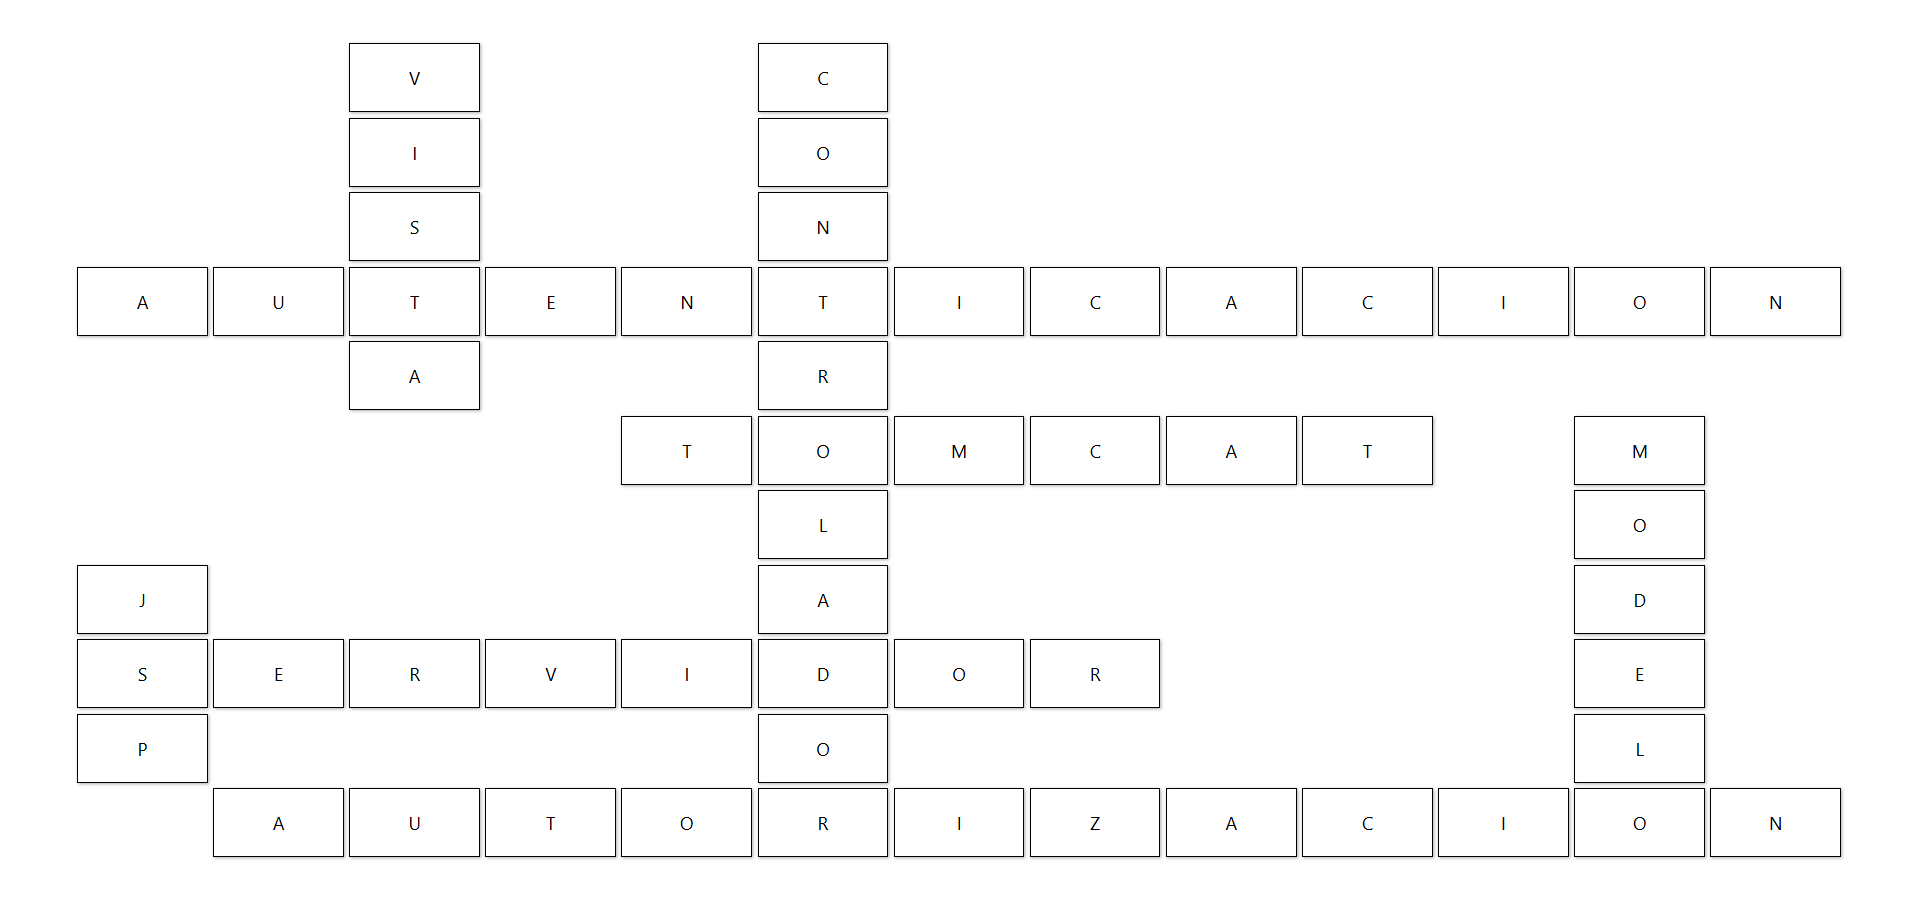 V C
I O
S N
A U T E N T I C A C I O N
A R
T O M C A T M
L O
J A D
S E R V I D O R E
P O L
A U T O R I Z A C I O N